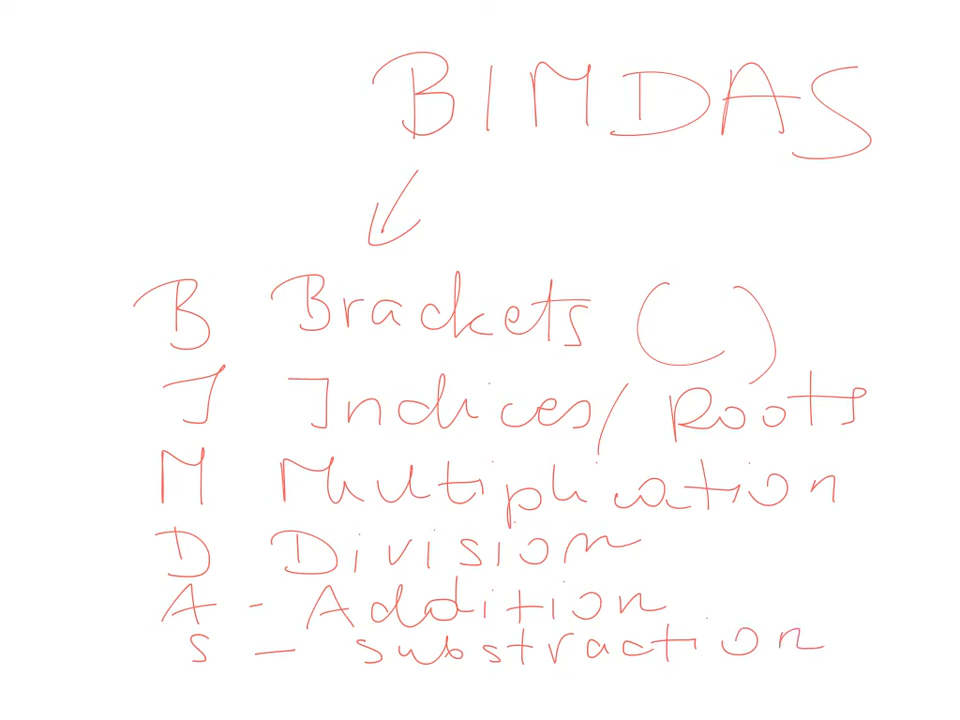 BIMDAS
B Brackets ( )
I Indices/Roots
M Multiplication
D Division
A - Addition
S - Substraction